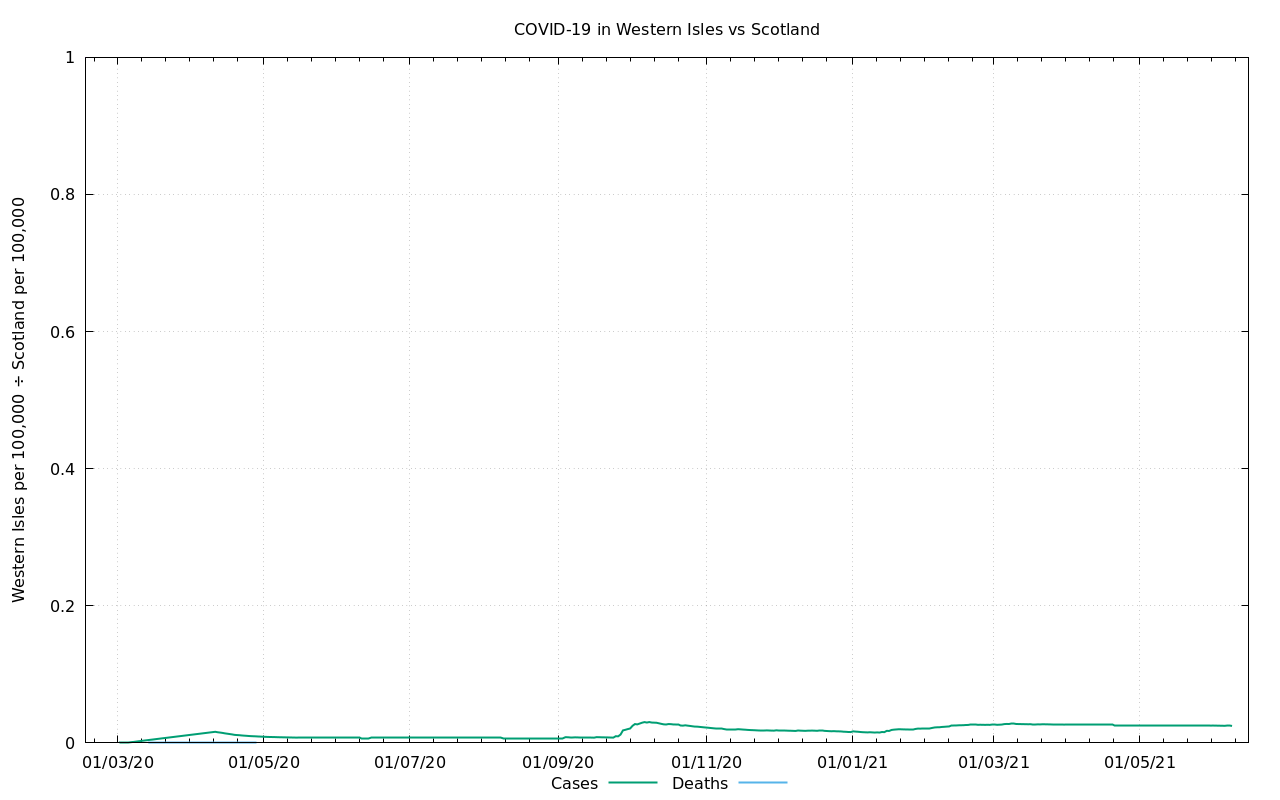 COVID-19 in Western Isles vs Scotland
Western Isles per 100,000 ÷ Scotland per 100,000
1
0.8
0.6
0.4
0.2
0
01/03/20 01/05/20 01/07/20 01/09/20 01/11/20 01/01/21 01/03/21 01/05/21
Cases Deaths